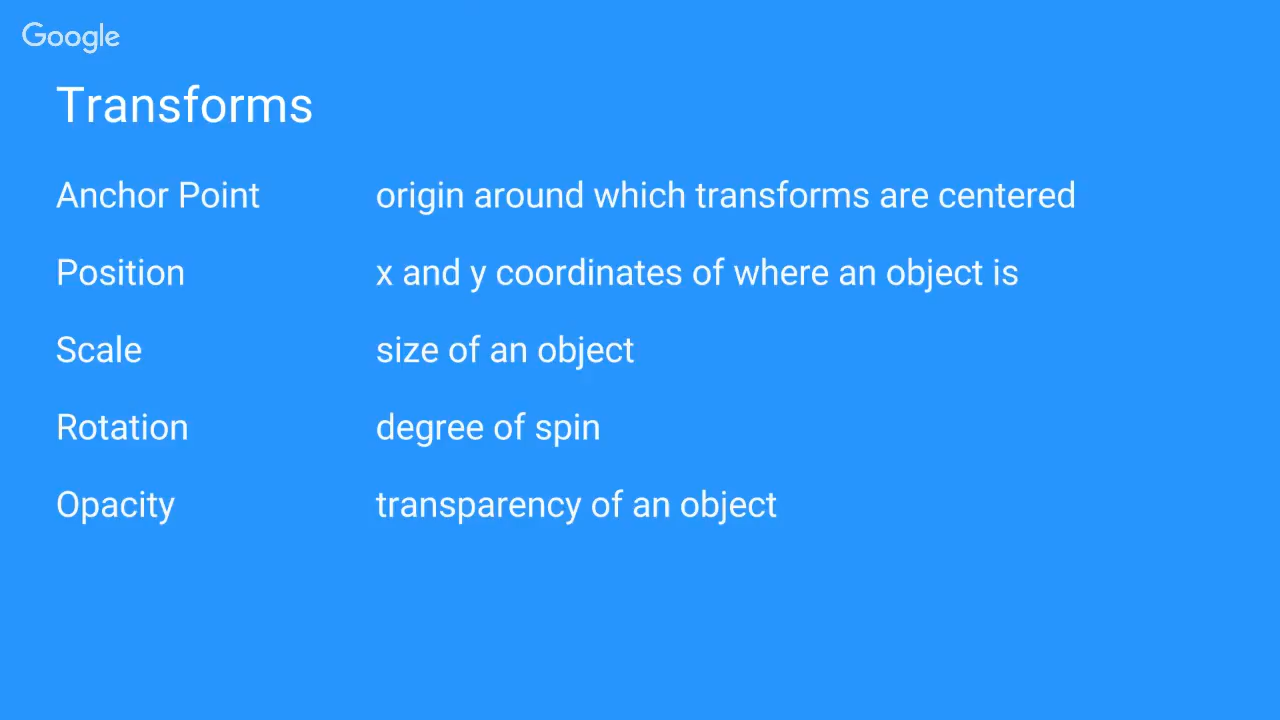 Google
Transforms
Anchor Point origin around which transforms are centered
Position x and y coordinates of where an object is
Scale size of an object
Rotation degree of spin
Opacity transparency of an object